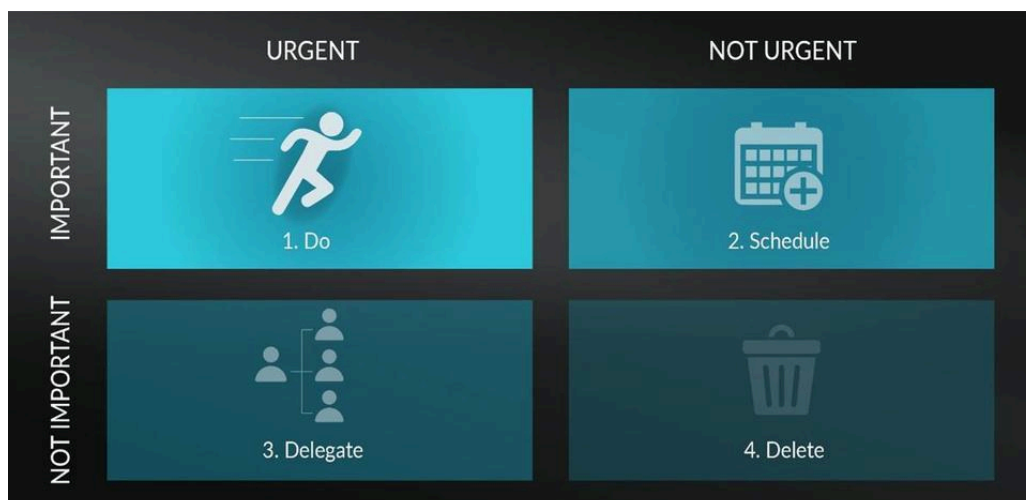 URGENT
NOT URGENT
IMPORTANT
1. Do
2. Schedule
NOT IMPORTANT
3. Delegate
4. Delete